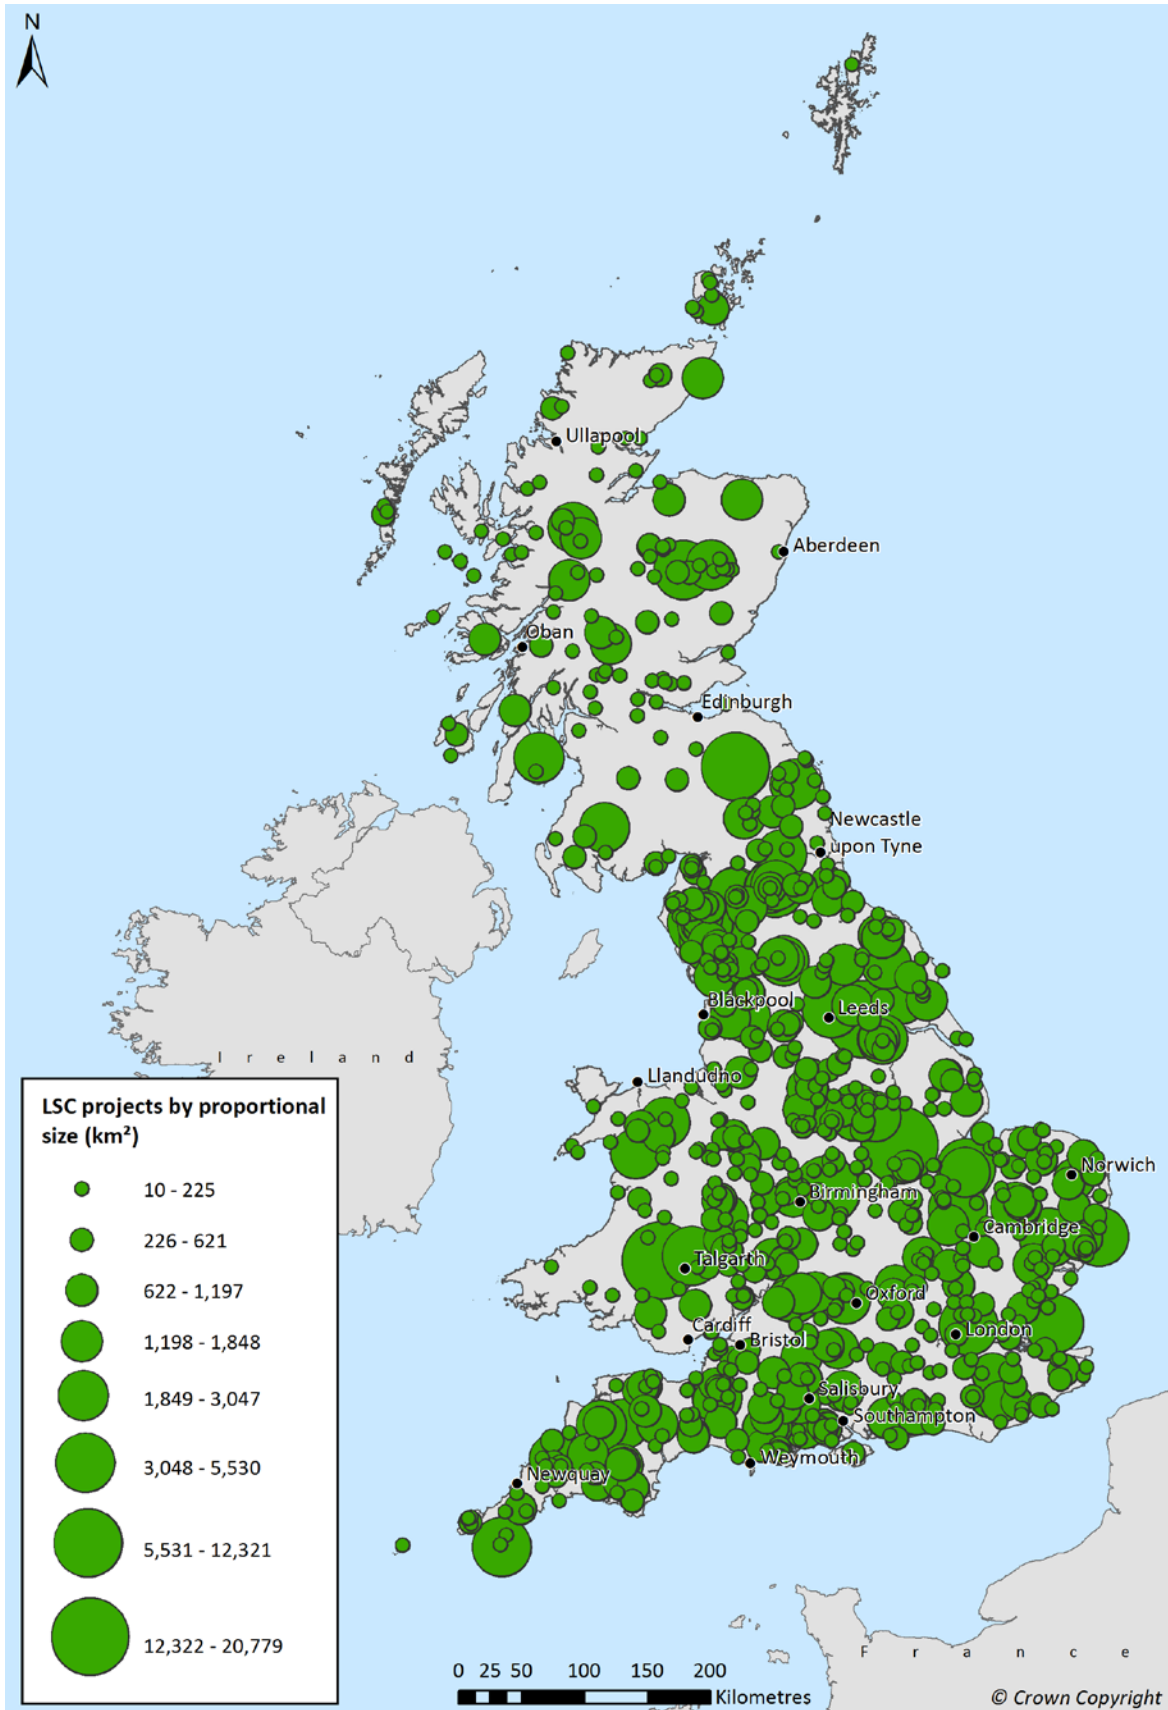 N
Ullapool
Aberdeen
Oban
Edinburgh
Newcastle
upon Tyne
Blackpool
Leeds
Ireland
Llandudno
LSC projects by proportional
size (km²)
10 - 225
226 - 621
622 - 1,197
1,198 - 1,848
1,849 - 3,047
3,048 - 5,530
5,531 - 12,321
12,322 - 20,779
Norwich
Birmingham
Cambridge
Talgarth
Oxford
Cardiff
Bristol
London
Salisbury
Southampton
Weymouth
Newquay
France
0 25 50 100 150 200
Kilometres
© Crown Copyright